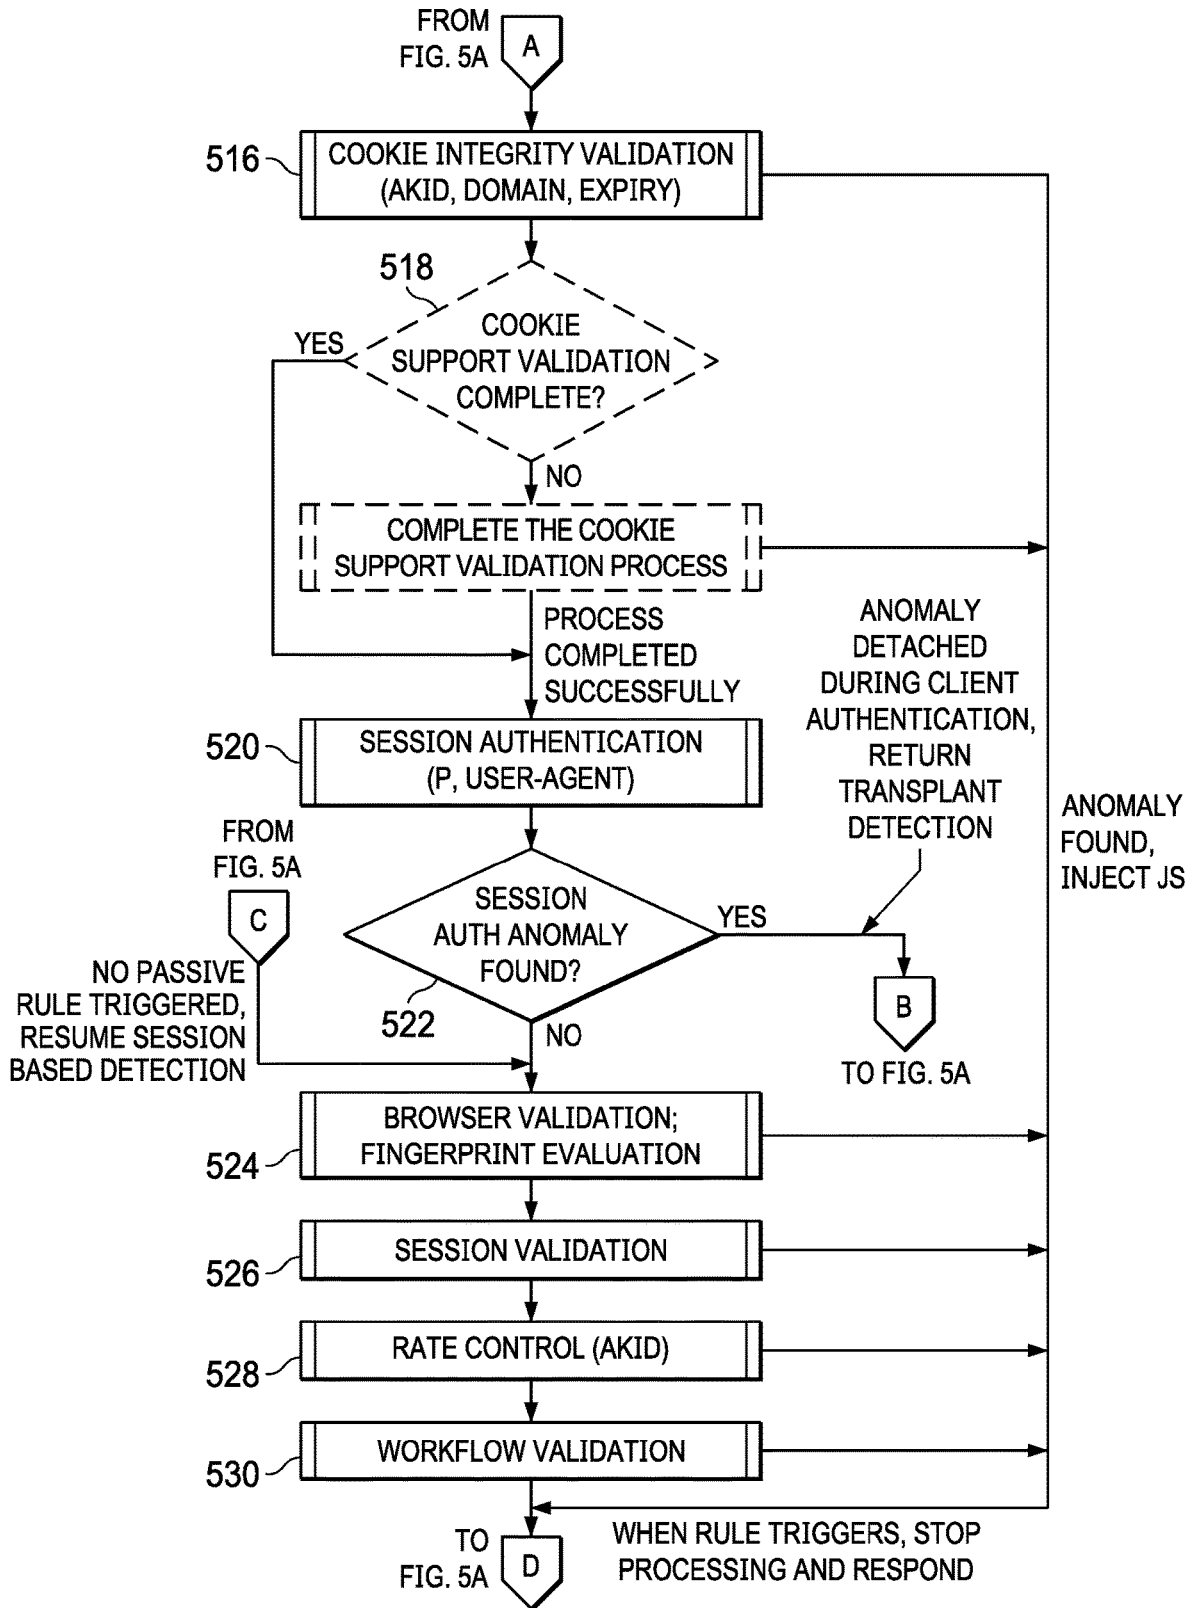 FROM
FIG. 5A
A
516
COOKIE INTEGRITY VALIDATION
(AKID, DOMAIN, EXPIRY)
518
COOKIE
SUPPORT VALIDATION
COMPLETE?
YES
NO
COMPLETE THE COOKIE
SUPPORT VALIDATION PROCESS
PROCESS
COMPLETED
SUCCESSFULLY
ANOMALY
DETACHED
DURING CLIENT
AUTHENTICATION,
RETURN
TRANSPLANT
DETECTION
ANOMALY
FOUND,
INJECT JS
520
SESSION AUTHENTICATION
(P, USER-AGENT)
FROM
FIG. 5A
C
NO PASSIVE
RULE TRIGGERED,
RESUME SESSION
BASED DETECTION
SESSION
AUTH ANOMALY
FOUND?
522
YES
NO
B
TO FIG. 5A
524
BROWSER VALIDATION;
FINGERPRINT EVALUATION
526
SESSION VALIDATION
528
RATE CONTROL (AKID)
530
WORKFLOW VALIDATION
WHEN RULE TRIGGERS, STOP
PROCESSING AND RESPOND
TO
FIG. 5A
D